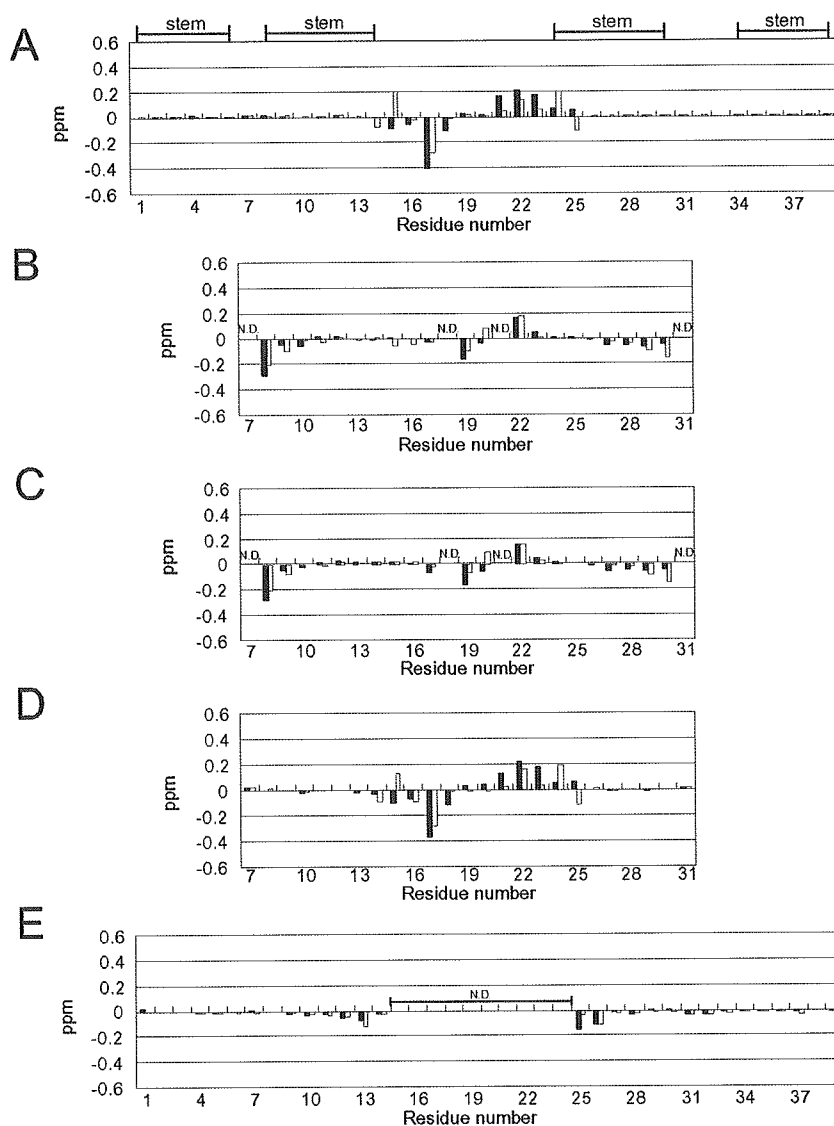 stem stem stem stem
A
0.6
0.4
0.2
0
-0.2
-0.4
-0.6
ppm
1 4 7 10 13 16 19 22 25 28 31 34 37
Residue number
B
0.6
0.4
0.2
0
-0.2
-0.4
-0.6
ppm
N.D. N.D. N.D. N.D.
7 10 13 16 19 22 25 28 31
Residue number
C
0.6
0.4
0.2
0
-0.2
-0.4
-0.6
ppm
N.D. N.D. N.D. N.D.
7 10 13 16 19 22 25 28 31
Residue number
D
0.6
0.4
0.2
0
-0.2
-0.4
-0.6
ppm
7 10 13 16 19 22 25 28 31
Residue number
E
0.6
0.4
0.2
0
-0.2
-0.4
-0.6
ppm
N.D.
1 4 7 10 13 16 19 22 25 28 31 34 37
Residue number